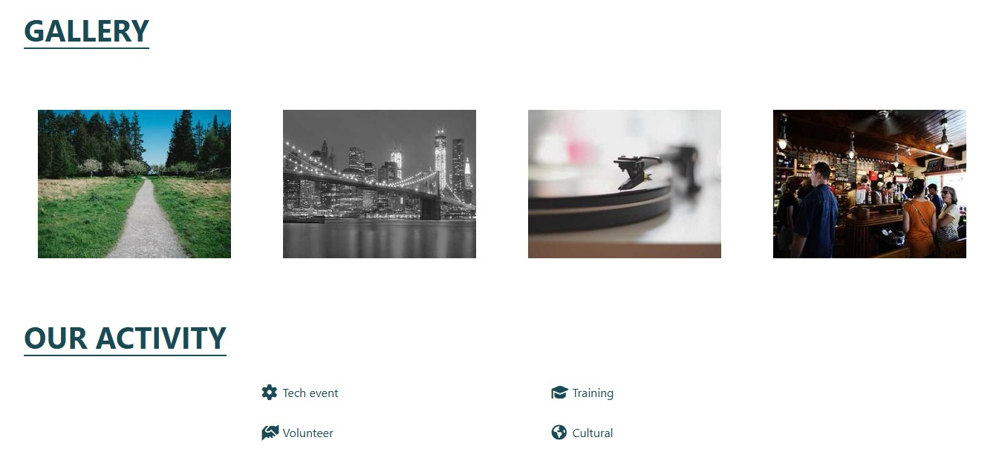 GALLERY
OUR ACTIVITY
Tech event
Training
Volunteer
Cultural